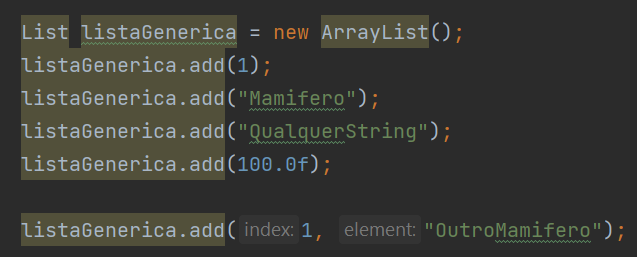 List listaGenerica = new ArrayList();
listaGenerica.add(1);
listaGenerica.add("Mamifero");
listaGenerica.add("QualquerString");
listaGenerica.add(100.0f);
listaGenerica.add( index: 1, element: "OutroMamifero");